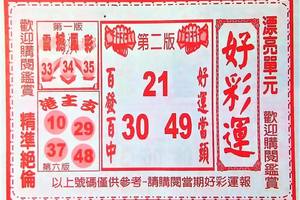 歡迎購閱鑑賞
精準絕倫
第一版
33 34 35
港主支
10 29
37 48
第六版
第二版
百發百中
21
30 49
好運當頭
好彩運
漂亮單元
歡迎購閱鑑賞
以上號碼僅供參考-請購閱當期好彩運報